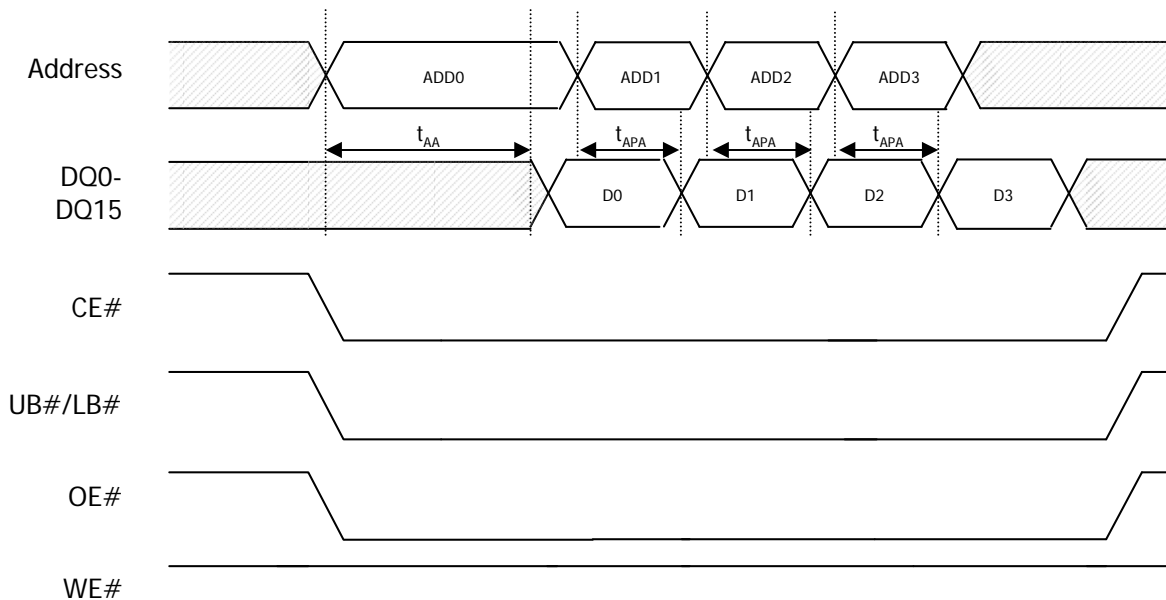 Address
ADD0
ADD1
ADD2
ADD3
tAA
tAPA
tAPA
tAPA
DQ0-
DQ15
D0
D1
D2
D3
CE#
UB#/LB#
OE#
WE#